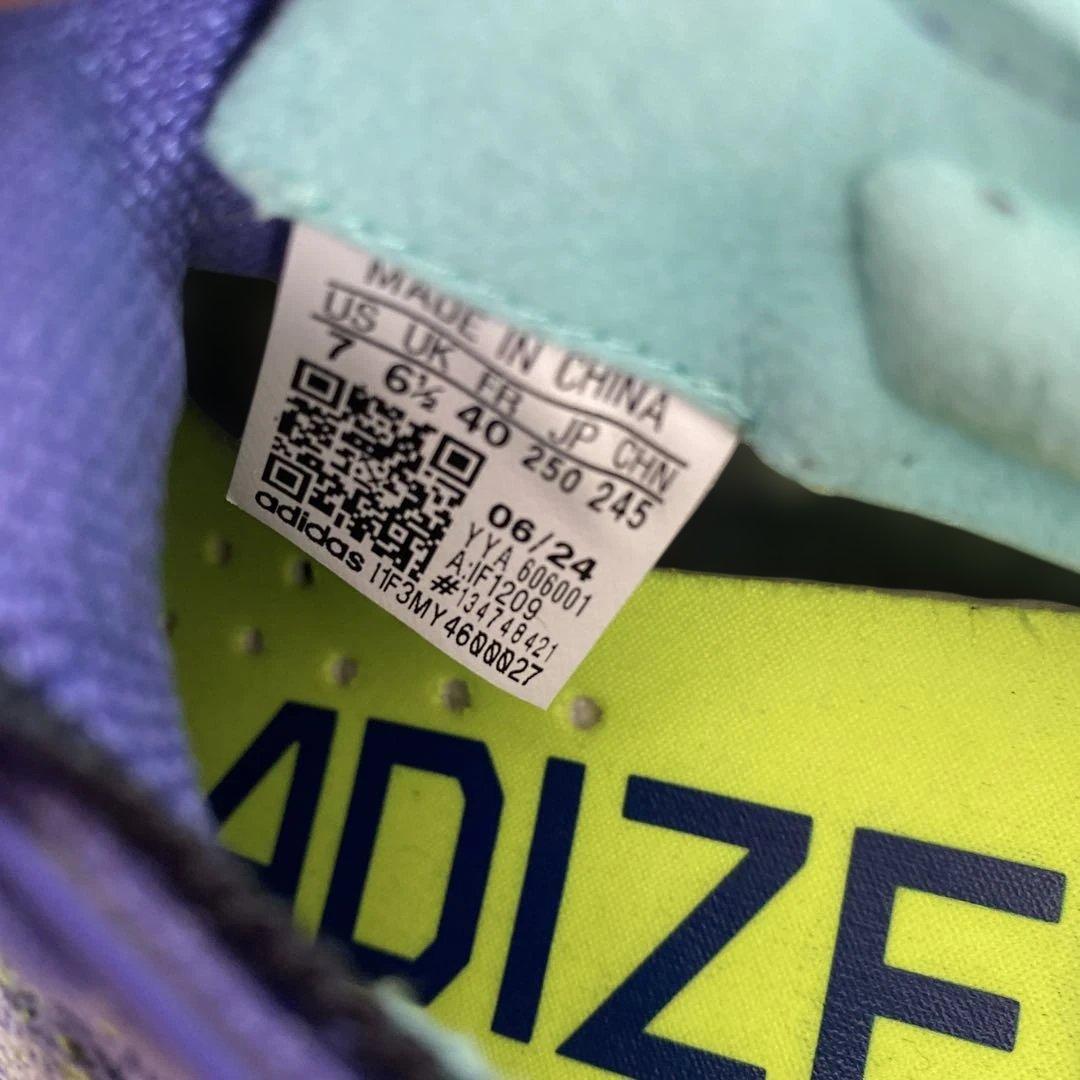 MADE IN CHINA
US UK FR JP CHN
7 6½ 40 250 245
06/24
YYA 606001
A:IF1209
#134748421
adidas I1F3MY4600027
ADIZE